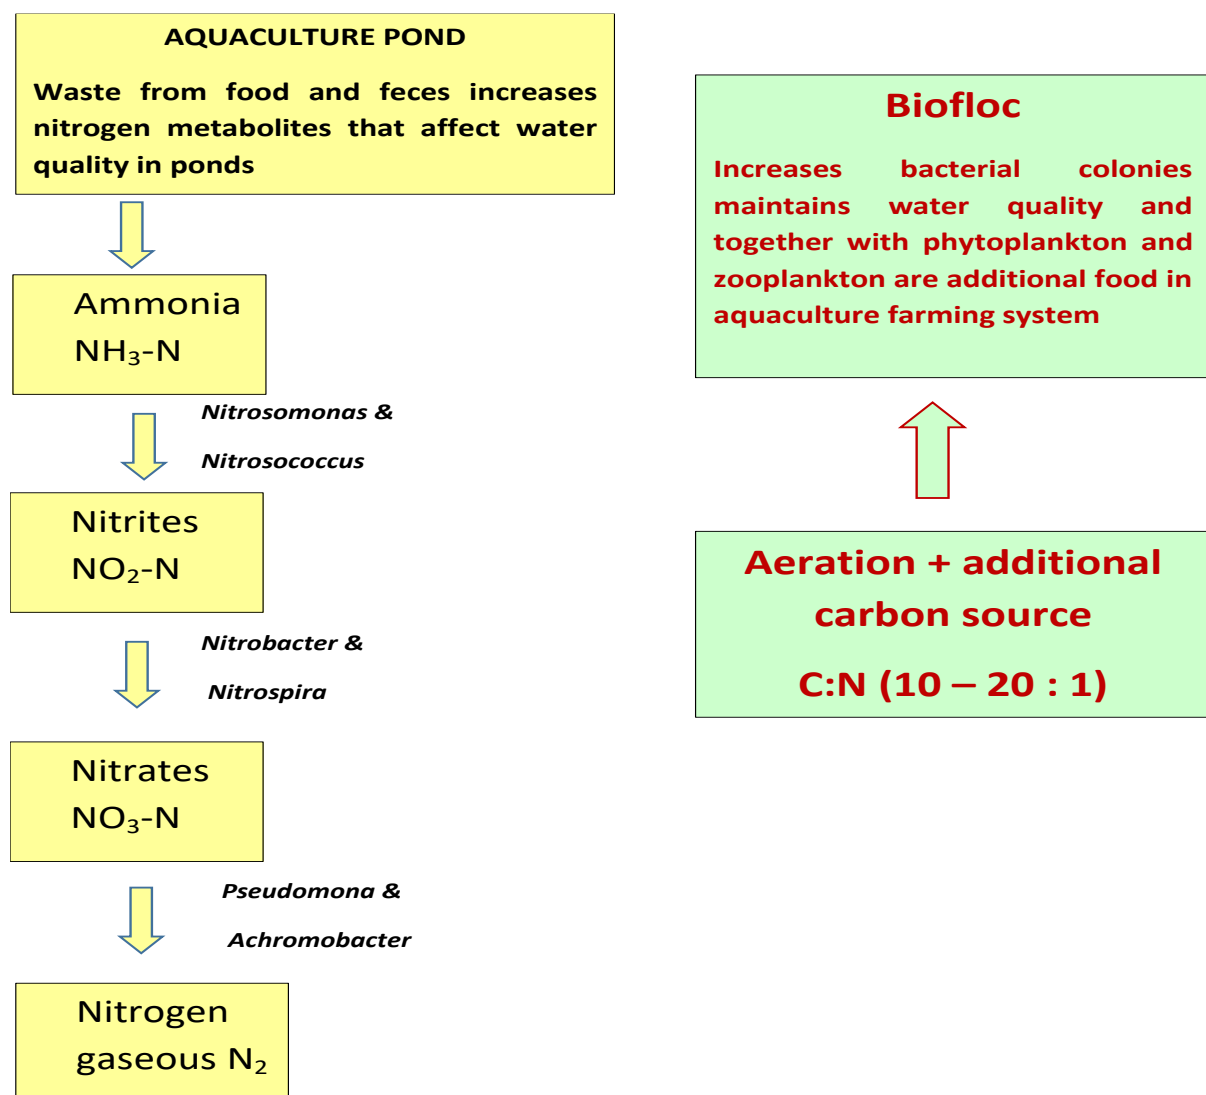 AQUACULTURE POND
Waste from food and feces increases
nitrogen metabolites that affect water
quality in ponds
Ammonia
NH₃-N
Nitrosomonas &
Nitrosococcus
Nitrites
NO₂-N
Nitrobacter &
Nitrospira
Nitrates
NO₃-N
Pseudomona &
Achromobacter
Nitrogen
gaseous N₂
Biofloc
Increases bacterial colonies
maintains water quality and
together with phytoplankton and
zooplankton are additional food in
aquaculture farming system
Aeration + additional
carbon source
C:N (10 – 20 : 1)